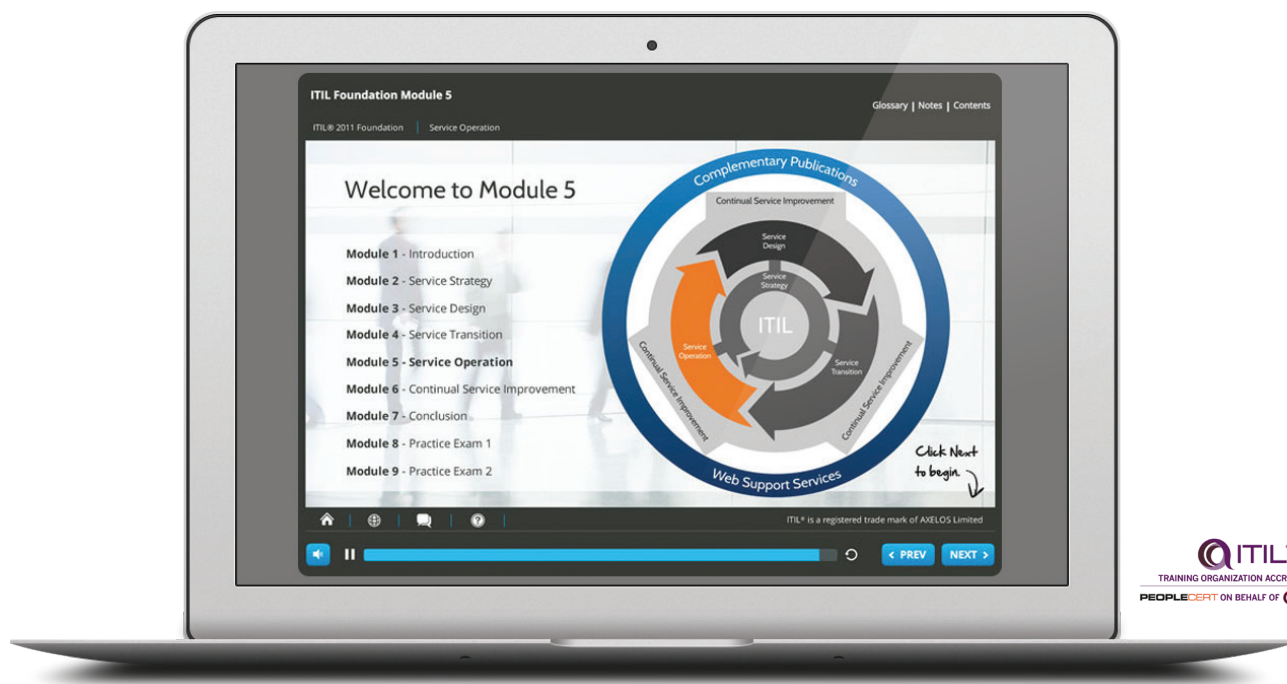 ITIL Foundation Module 5
Glossary | Notes | Contents
ITIL® 2011 Foundation | Service Operation
Welcome to Module 5
Module 1 - Introduction
Module 2 - Service Strategy
Module 3 - Service Design
Module 4 - Service Transition
Module 5 - Service Operation
Module 6 - Continual Service Improvement
Module 7 - Conclusion
Module 8 - Practice Exam 1
Module 9 - Practice Exam 2
Complementary Publications
Continual Service Improvement
Service
Design
Service
Strategy
ITIL
Service
Operation
Service
Transition
Continual Service Improvement
Continual Service Improvement
Web Support Services
Click Next
to begin.
ITIL® is a registered trade mark of AXELOS Limited
< PREV
NEXT >
ITIL
TRAINING ORGANIZATION
PEOPLECERT ON BEHALF OF